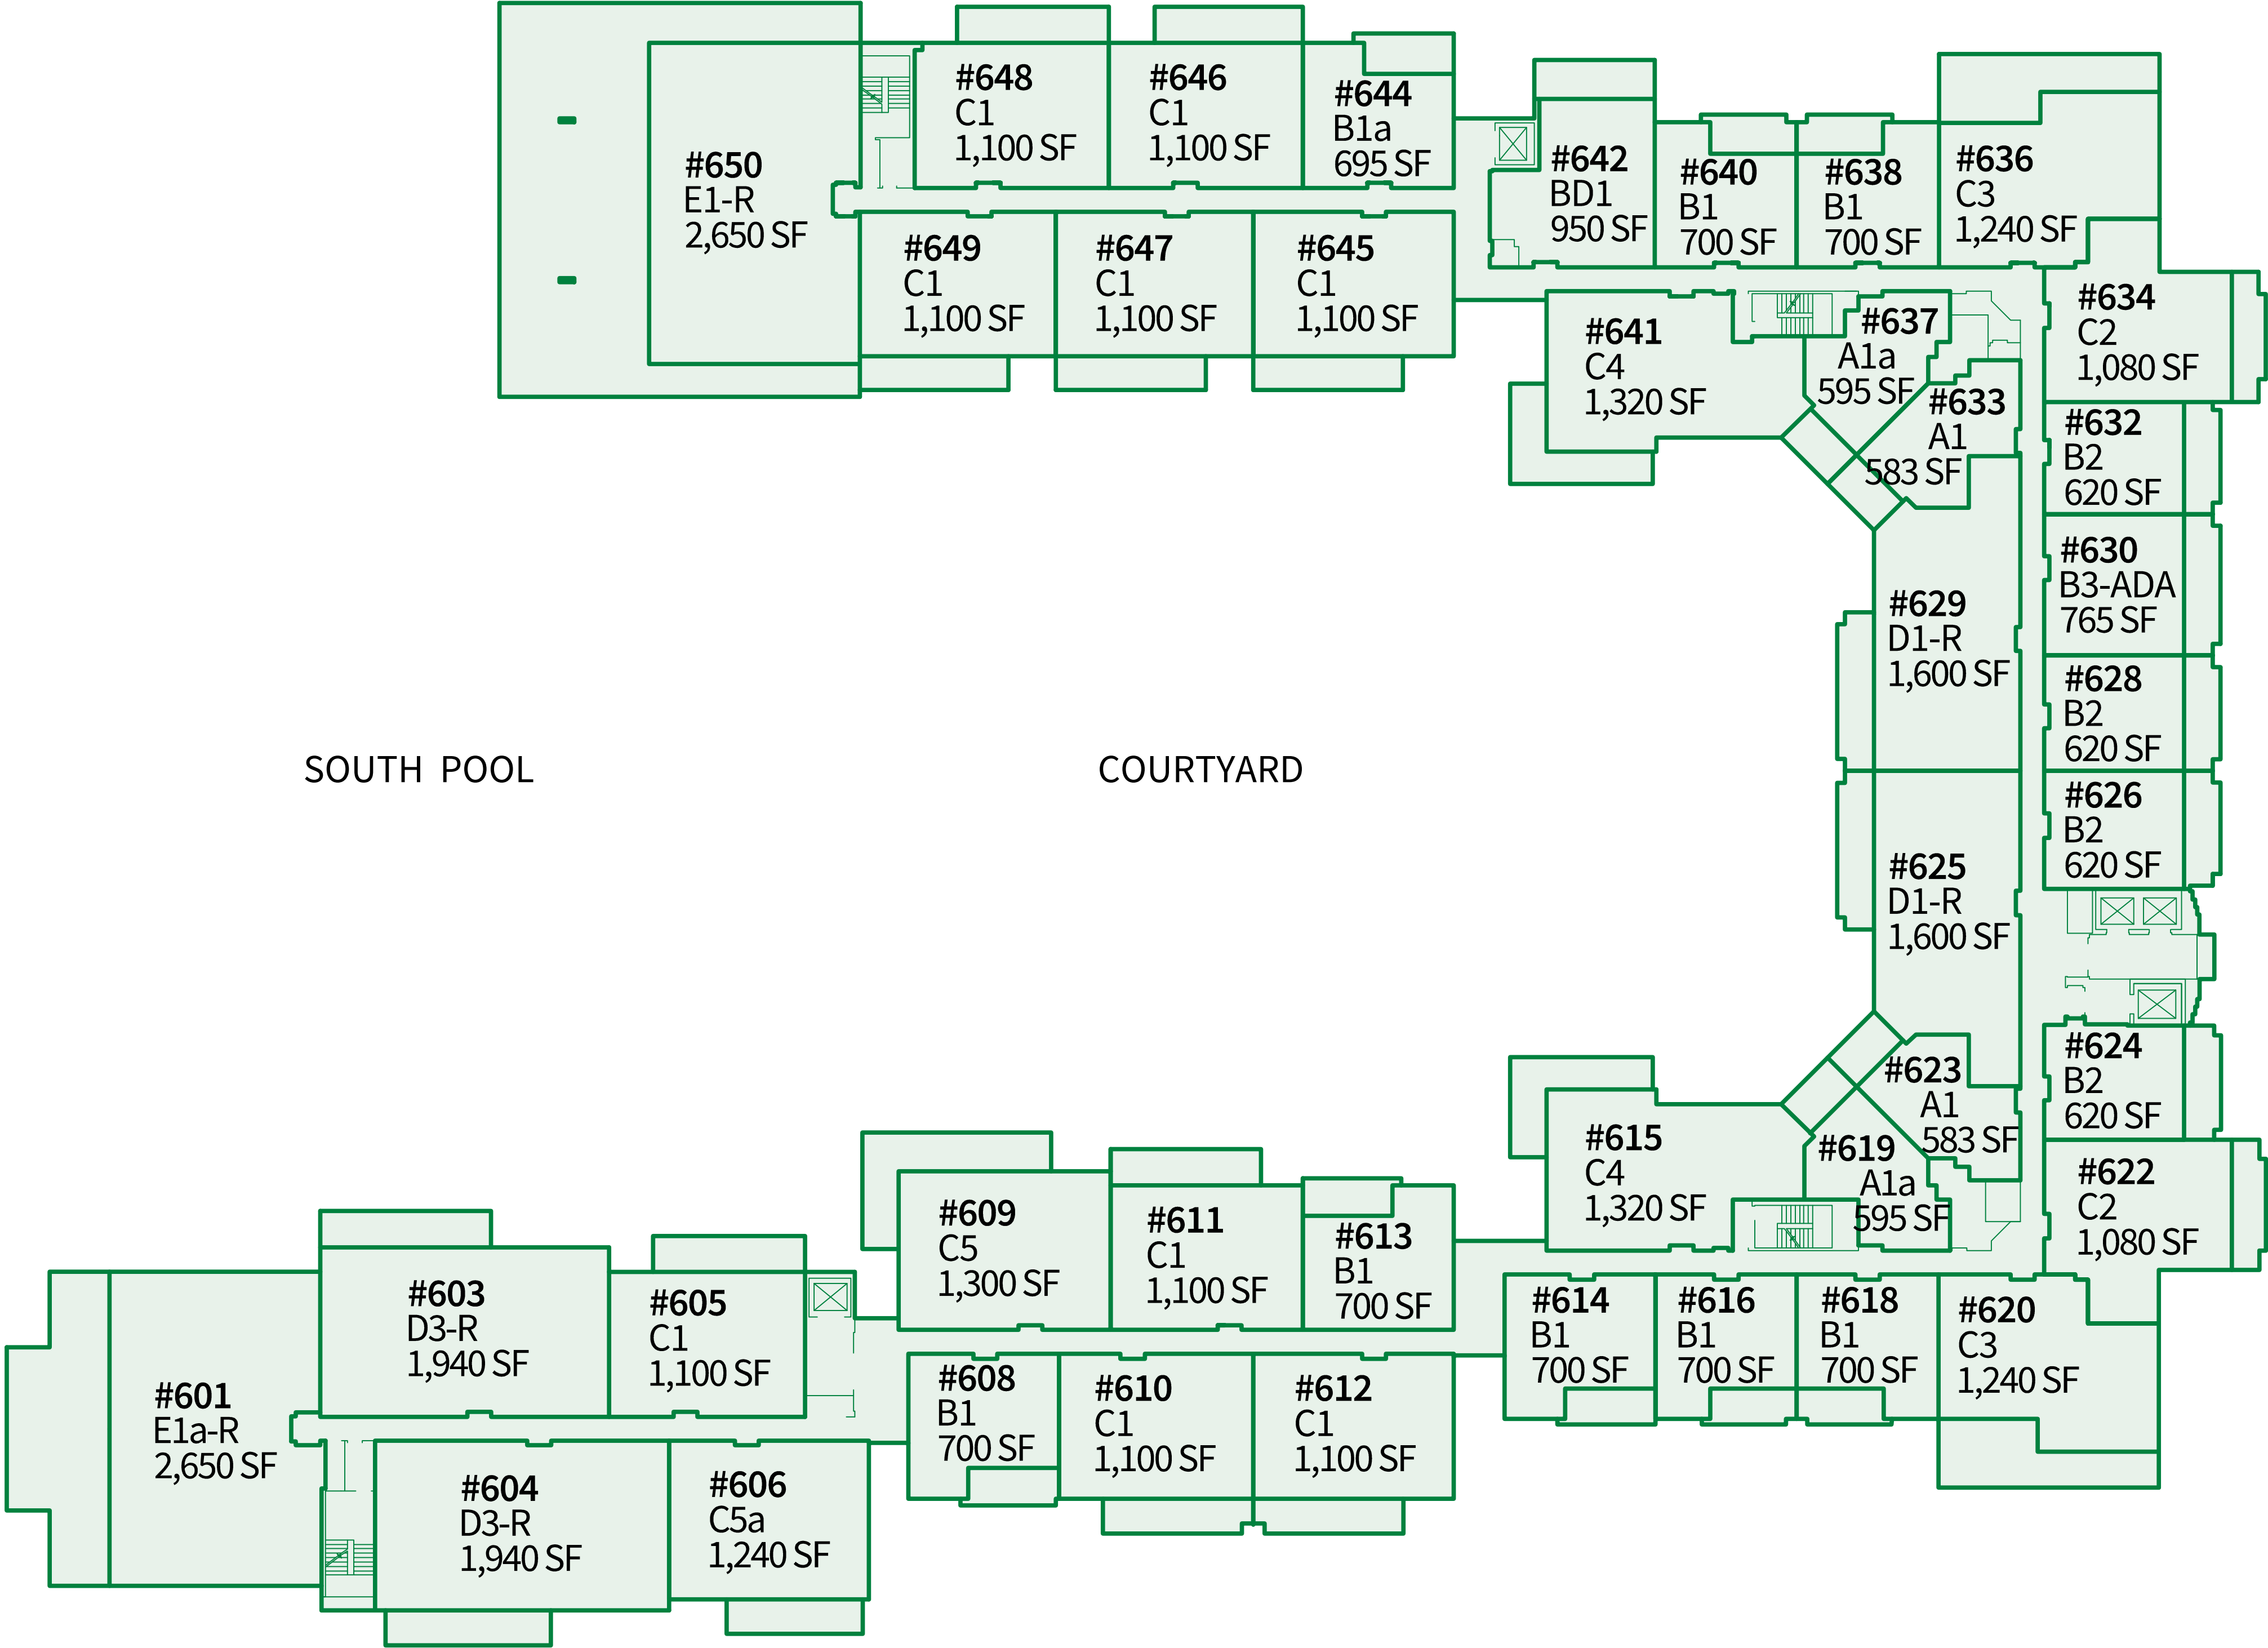 #648
C1
1,100 SF
#646
C1
1,100 SF
#644
B1a
695 SF
#650
E1-R
2,650 SF
#642
BD1
950 SF
#640
B1
700 SF
#638
B1
700 SF
#636
C3
1,240 SF
#649
C1
1,100 SF
#647
C1
1,100 SF
#645
C1
1,100 SF
#641
C4
1,320 SF
#637
A1a
595 SF
#634
C2
1,080 SF
#633
A1
583 SF
#632
B2
620 SF
#630
B3-ADA
765 SF
#629
D1-R
1,600 SF
#628
B2
620 SF
SOUTH POOL
COURTYARD
#626
B2
620 SF
#625
D1-R
1,600 SF
#624
B2
620 SF
#623
A1
583 SF
#615
C4
1,320 SF
#619
A1a
595 SF
#622
C2
1,080 SF
#609
C5
1,300 SF
#611
C1
1,100 SF
#613
B1
700 SF
#603
D3-R
1,940 SF
#605
C1
1,100 SF
#614
B1
700 SF
#616
B1
700 SF
#618
B1
700 SF
#620
C3
1,240 SF
#601
E1a-R
2,650 SF
#608
B1
700 SF
#610
C1
1,100 SF
#612
C1
1,100 SF
#604
D3-R
1,940 SF
#606
C5a
1,240 SF